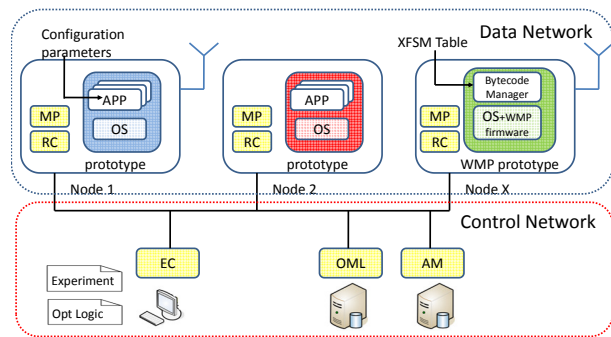 Data Network
Configuration
parameters
XFSM Table
MP
RC
APP
OS
prototype
MP
RC
APP
OS
prototype
MP
RC
Bytecode
Manager
OS+WMP
firmware
WMP prototype
Node 1
Node 2
Node X
Control Network
EC
OML
AM
Experiment
Opt Logic